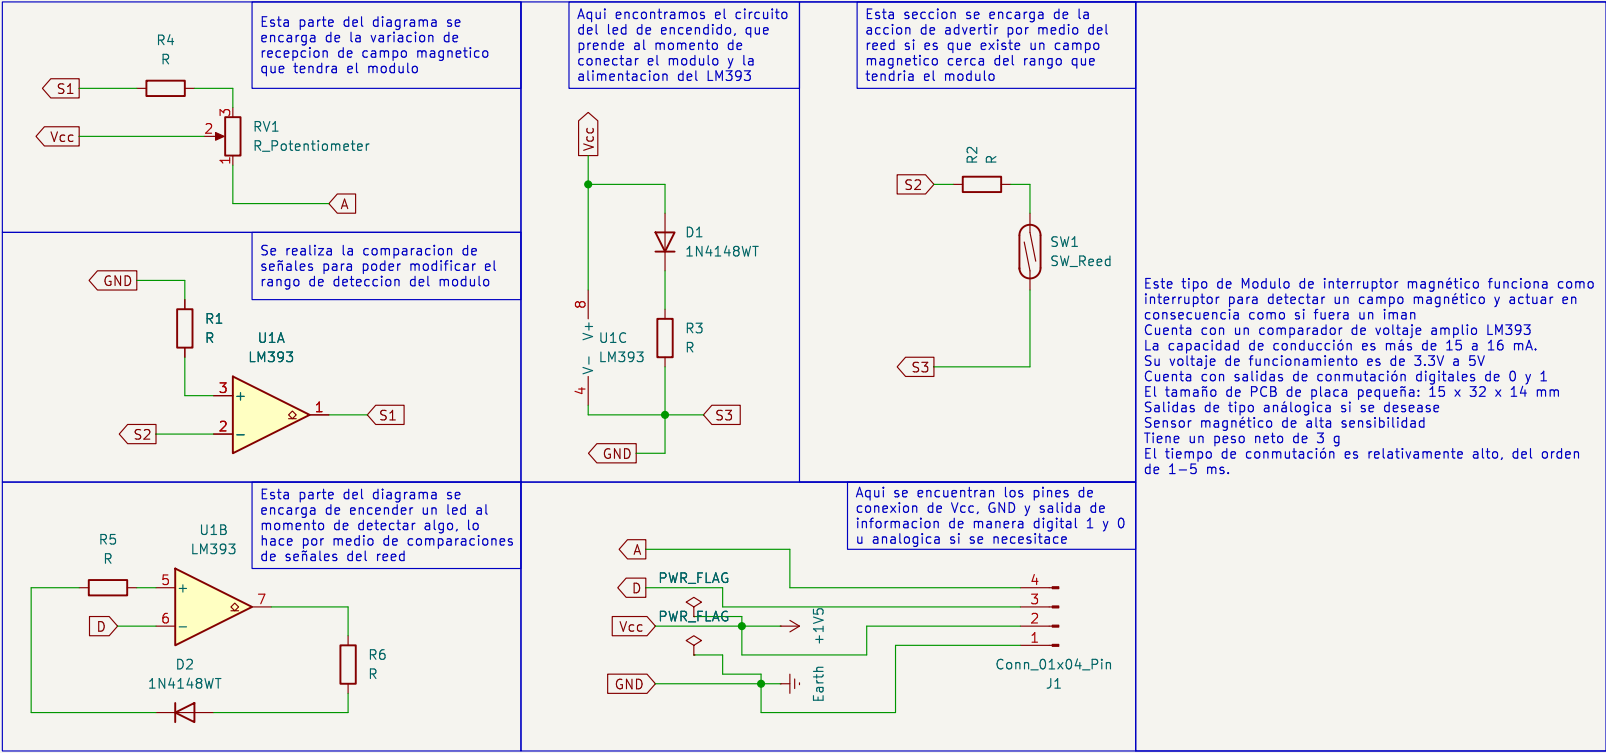 Esta parte del diagrama se
encarga de la variacion de
recepcion de campo magnetico
que tendra el modulo
R4
R
S1
3
Vcc
2
RV1
R_Potentiometer
1
A
Se realiza la comparacion de
señales para poder modificar el
rango de deteccion del modulo
GND
R1
R
U1A
LM393
3
+
1
S1
S2
2
−
Esta parte del diagrama se
encarga de encender un led al
momento de detectar algo, lo
hace por medio de comparaciones
de señales del reed
U1B
LM393
R5
R
5
+
7
D
6
−
R6
R
D2
1N4148WT
Aqui encontramos el circuito
del led de encendido, que
prende al momento de
conectar el modulo y la
alimentacion del LM393
Vcc
D1
1N4148WT
8
V+
U1C
LM393
V−
4
R3
R
S3
GND
Esta seccion se encarga de la
accion de advertir por medio del
reed si es que existe un campo
magnetico cerca del rango que
tendria el modulo
R2
R
S2
SW1
SW_Reed
S3
Aqui se encuentran los pines de
conexion de Vcc, GND y salida de
informacion de manera digital 1 y 0
u analogica si se necesitace
A
PWR_FLAG
D
PWR_FLAG
Vcc
+1V5
GND
Earth
4
3
2
1
Conn_01x04_Pin
J1
Este tipo de Modulo de interruptor magnético funciona como
interruptor para detectar un campo magnético y actuar en
consecuencia como si fuera un iman
Cuenta con un comparador de voltaje amplio LM393
La capacidad de conducción es más de 15 a 16 mA.
Su voltaje de funcionamiento es de 3.3V a 5V
Cuenta con salidas de conmutación digitales de 0 y 1
El tamaño de PCB de placa pequeña: 15 x 32 x 14 mm
Salidas de tipo análogica si se desease
Sensor magnético de alta sensibilidad
Tiene un peso neto de 3 g
El tiempo de conmutación es relativamente alto, del orden
de 1−5 ms.